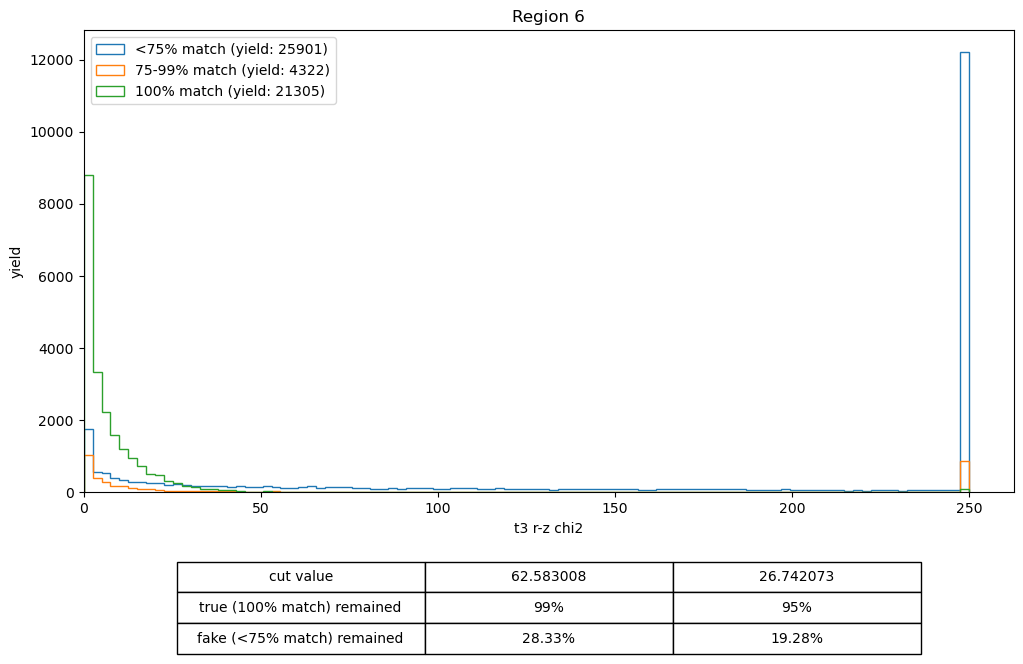 Region 6
<75% match (yield: 25901)
75-99% match (yield: 4322)
100% match (yield: 21305)
yield
12000
10000
8000
6000
4000
2000
0
0 50 100 150 200 250
t3 r-z chi2
cut value 62.583008 26.742073
true (100% match) remained 99% 95%
fake (<75% match) remained 28.33% 19.28%